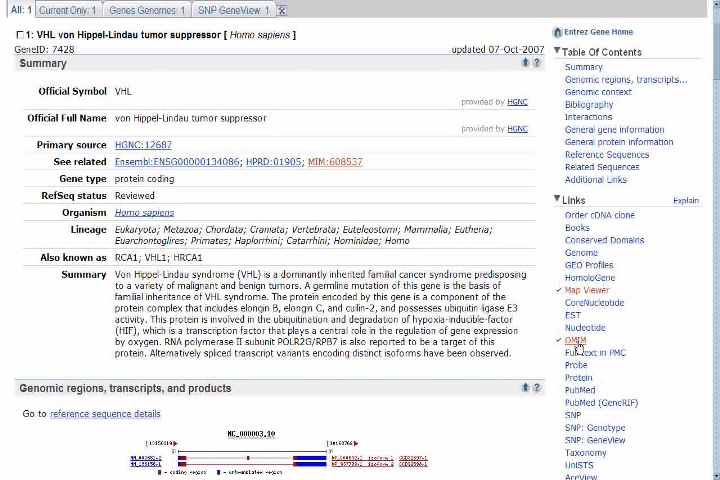 All: 1 Current Only: 1 Genes Genomes: 1 SNP GeneView 1
1: VHL von Hippel-Lindau tumor suppressor [ Homo sapiens ]
GeneID: 7428 updated 07-Oct-2007
Summary
Official Symbol VHL
provided by HGNC
Official Full Name von Hippel-Lindau tumor suppressor
provided by HGNC
Primary source HGNC:12687
See related Ensembl:ENSG00000134086; HPRD:01905; MIM:608537
Gene type protein coding
RefSeq status Reviewed
Organism Homo sapiens
Lineage Eukaryota; Metazoa; Chordata; Craniata; Vertebrata; Euteleostomi; Mammalia; Eutheria;
Euarchontoglires; Primates; Haplorrhini; Catarrhini; Hominidae; Homo
Also known as RCA1; VHL1; HRCA1
Summary Von Hippel-Lindau syndrome (VHL) is a dominantly inherited familial cancer syndrome predisposing
to a variety of malignant and benign tumors. A germline mutation of this gene is the basis of
familial inheritance of VHL syndrome. The protein encoded by this gene is a component of the
protein complex that includes elongin B, elongin C, and cullin-2, and possesses ubiquitin ligase E3
activity. This protein is involved in the ubiquitination and degradation of hypoxia-inducible-factor
(HIF), which is a transcription factor that plays a central role in the regulation of gene expression
by oxygen. RNA polymerase II subunit POLR2G/RPB7 is also reported to be a target of this
protein. Alternatively spliced transcript variants encoding distinct isoforms have been observed.
Genomic regions, transcripts, and products
Go to reference sequence details
NC_000003.10
Entrez Gene Home
Table Of Contents
Summary
Genomic regions, transcripts...
Genomic context
Bibliography
Interactions
General gene information
General protein information
Reference Sequences
Related Sequences
Additional Links
Links Explain
Order cDNA clone
Books
Conserved Domains
Genome
GEO Profiles
HomoloGene
Map Viewer
CoreNucleotide
EST
Nucleotide
OMIM
Full text in PMC
Probe
Protein
PubMed
PubMed (GeneRIF)
SNP
SNP: Genotype
SNP: GeneView
Taxonomy
UniSTS
AceView